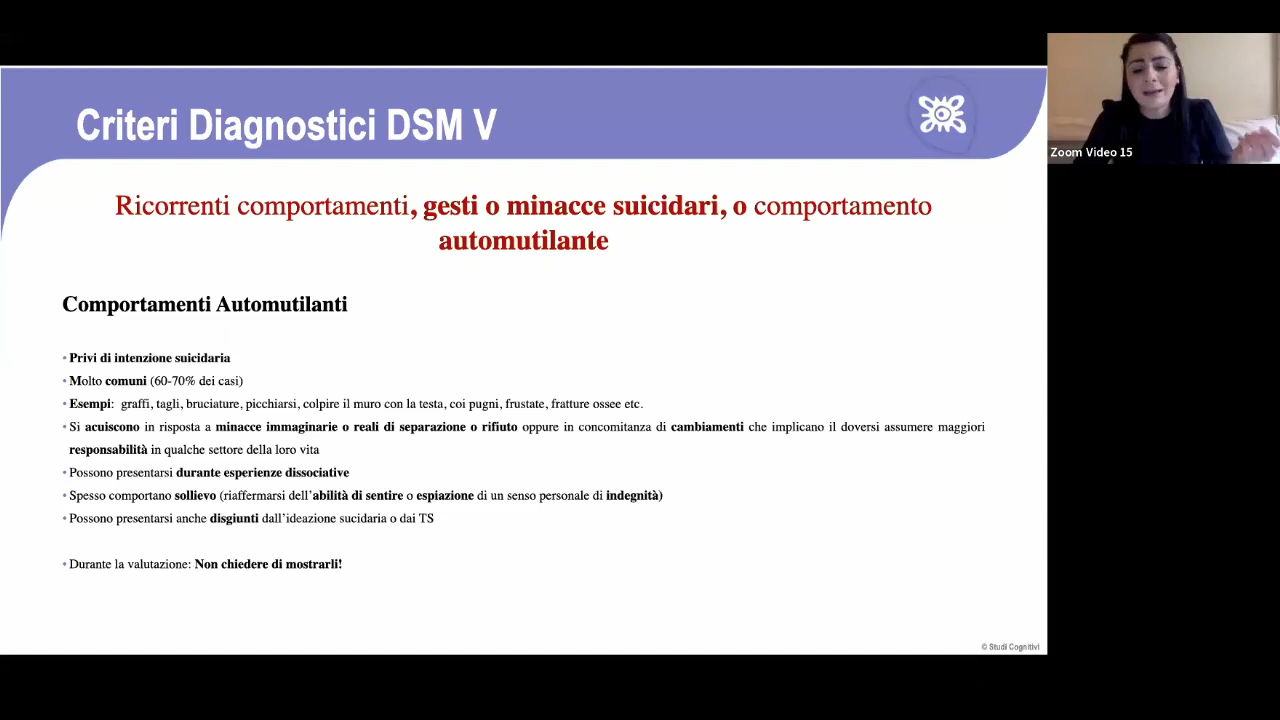 Criteri Diagnostici DSM V
Zoom Video 15
Ricorrenti comportamenti, gesti o minacce suicidari, o comportamento
automutilante
Comportamenti Automutilanti
• Privi di intenzione suicidaria
• Molto comuni (60-70% dei casi)
• Esempi: graffi, tagli, bruciature, picchiarsi, colpire il muro con la testa, coi pugni, frustate, fratture ossee etc.
• Si acuiscono in risposta a minacce immaginarie o reali di separazione o rifiuto oppure in concomitanza di cambiamenti che implicano il doversi assumere maggiori
responsabilità in qualche settore della loro vita
• Possono presentarsi durante esperienze dissociative
• Spesso comportano sollievo (riaffermarsi dell'abilità di sentire o espiazione di un senso personale di indegnità)
• Possono presentarsi anche disgiunti dall'ideazione sucidaria o dai TS
• Durante la valutazione: Non chiedere di mostrarli!
© Studi Cognitivi